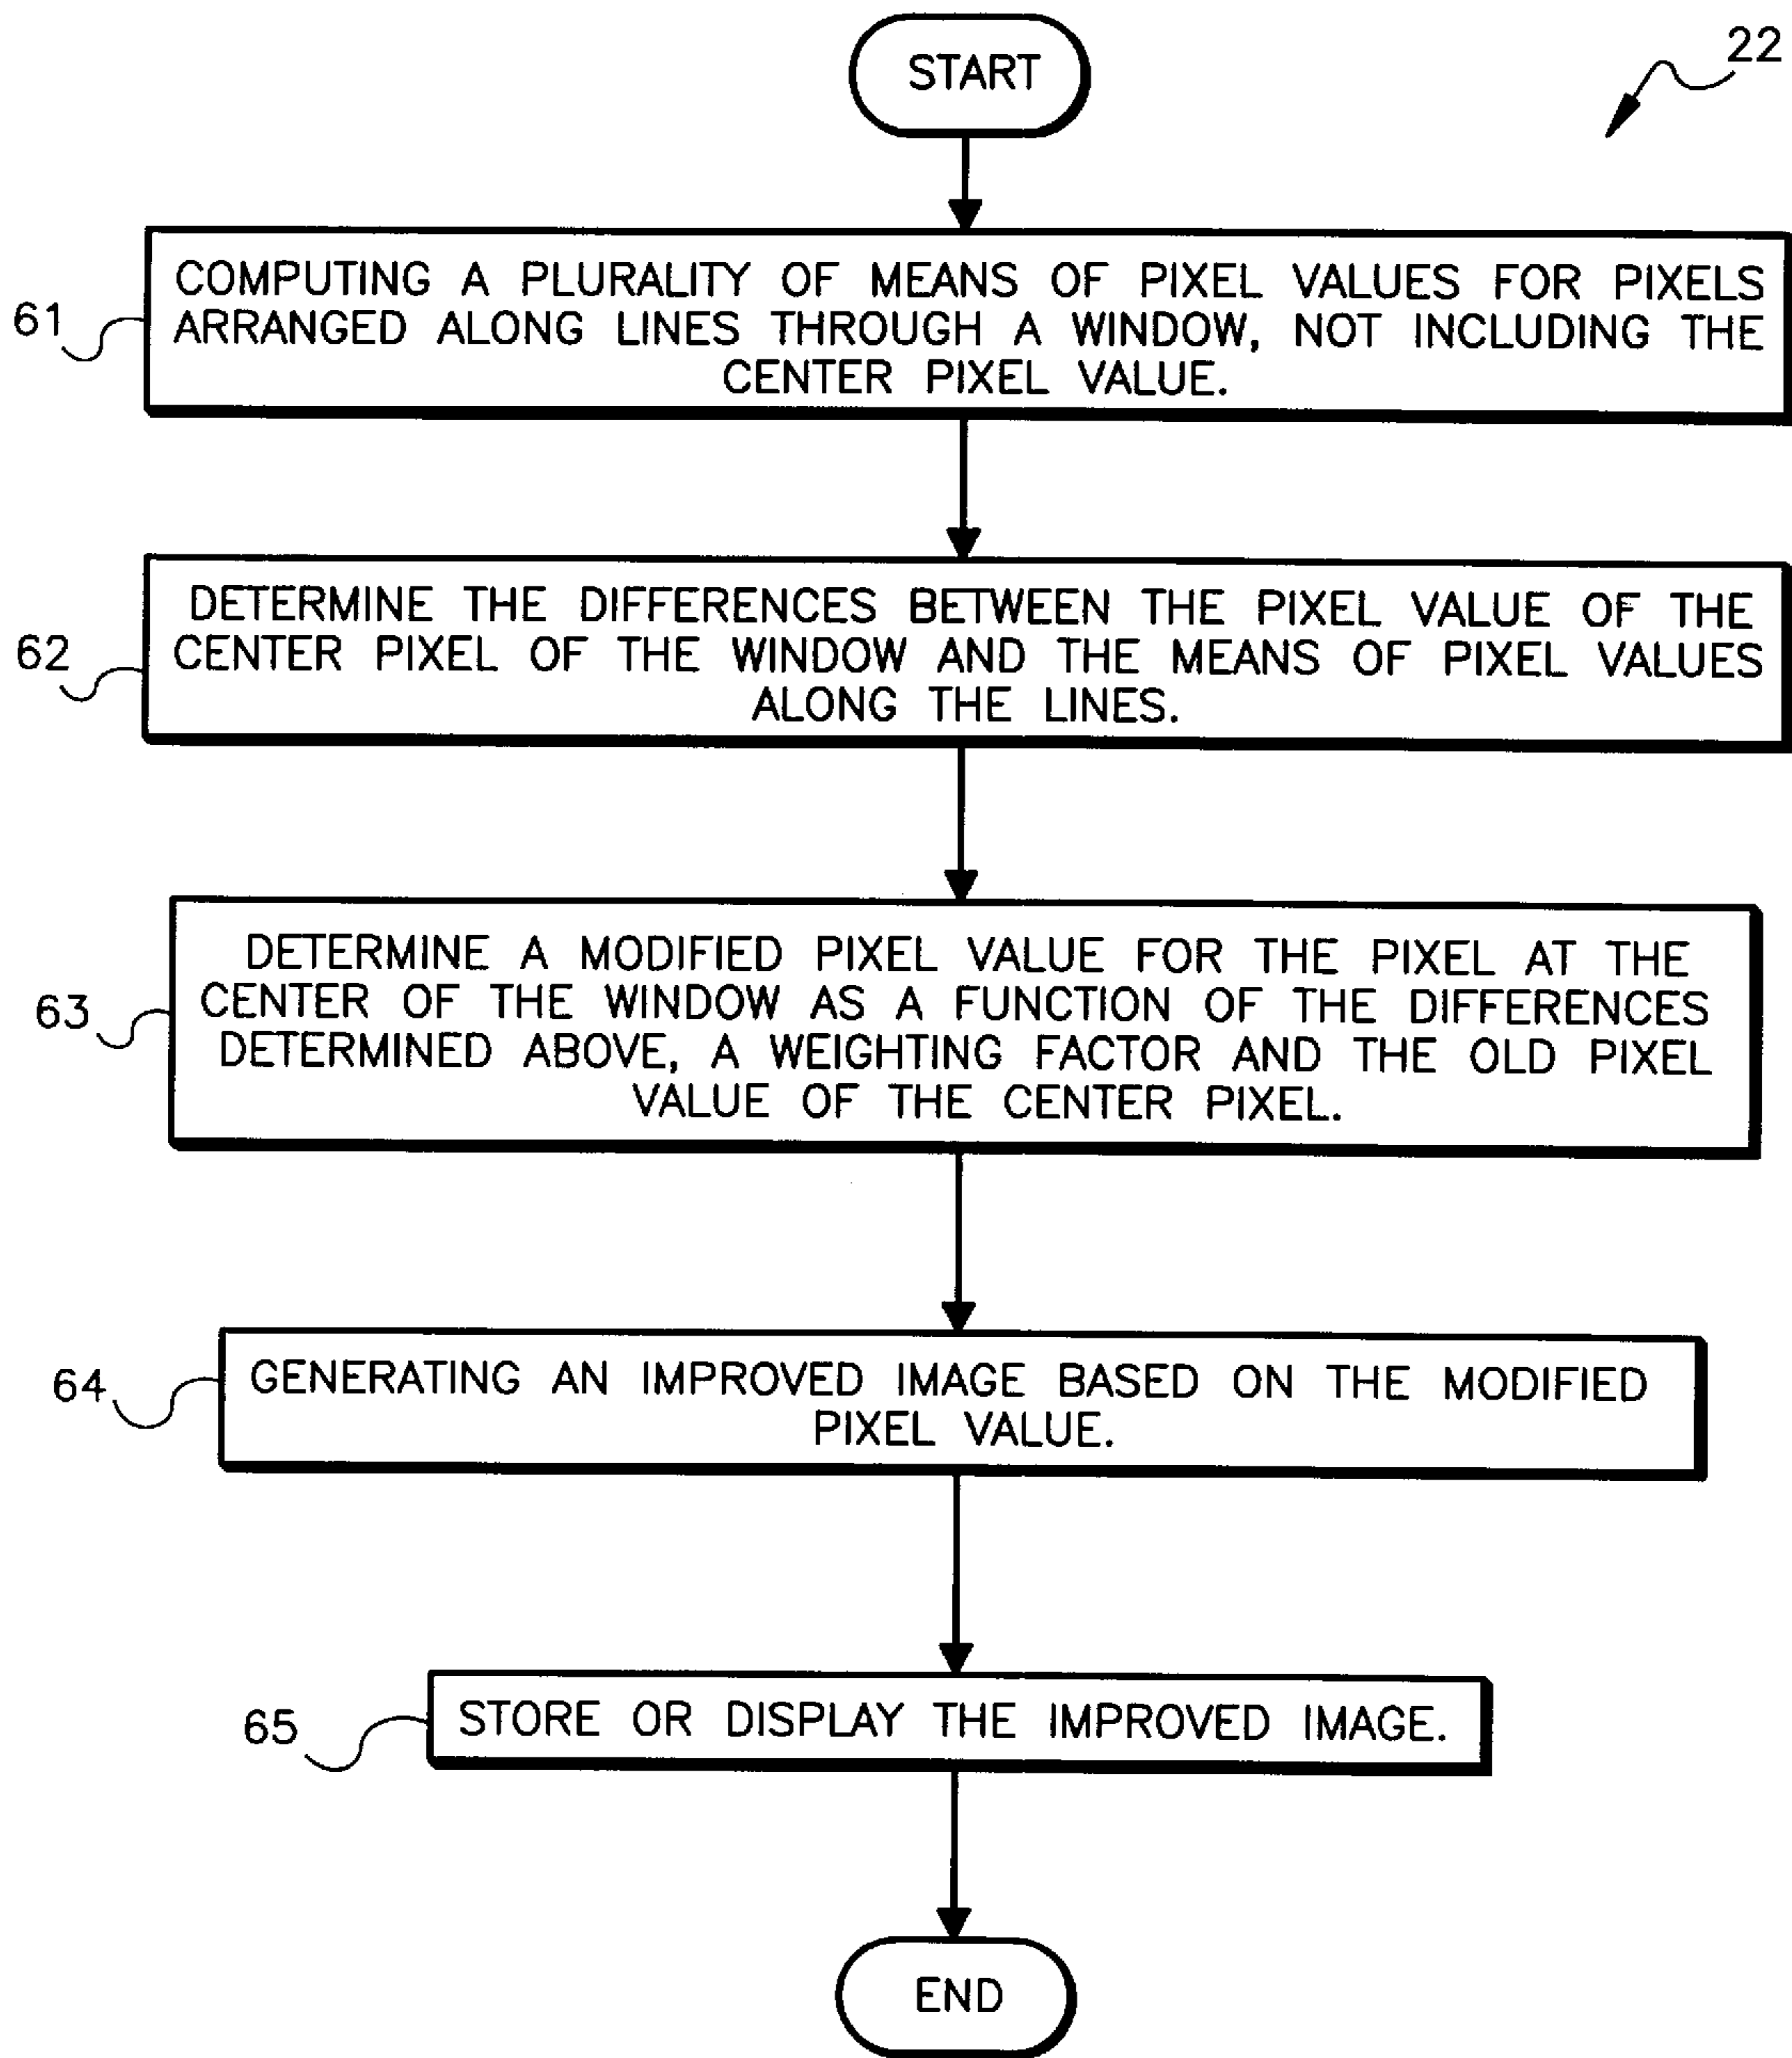 START
22
61
COMPUTING A PLURALITY OF MEANS OF PIXEL VALUES FOR PIXELS
ARRANGED ALONG LINES THROUGH A WINDOW, NOT INCLUDING THE
CENTER PIXEL VALUE.
62
DETERMINE THE DIFFERENCES BETWEEN THE PIXEL VALUE OF THE
CENTER PIXEL OF THE WINDOW AND THE MEANS OF PIXEL VALUES
ALONG THE LINES.
63
DETERMINE A MODIFIED PIXEL VALUE FOR THE PIXEL AT THE
CENTER OF THE WINDOW AS A FUNCTION OF THE DIFFERENCES
DETERMINED ABOVE, A WEIGHTING FACTOR AND THE OLD PIXEL
VALUE OF THE CENTER PIXEL.
64
GENERATING AN IMPROVED IMAGE BASED ON THE MODIFIED
PIXEL VALUE.
65
STORE OR DISPLAY THE IMPROVED IMAGE.
END